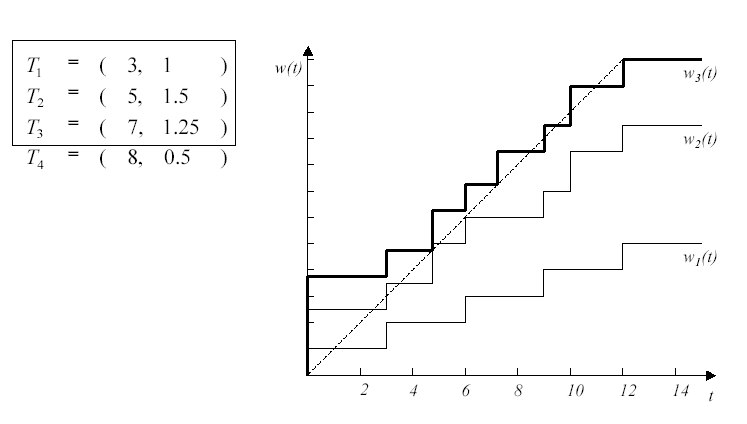 T1 = ( 3, 1 )
T2 = ( 5, 1.5 )
T3 = ( 7, 1.25 )
T4 = ( 8, 0.5 )
w(t)
w3(t)
w2(t)
w1(t)
2 4 6 8 10 12 14 t